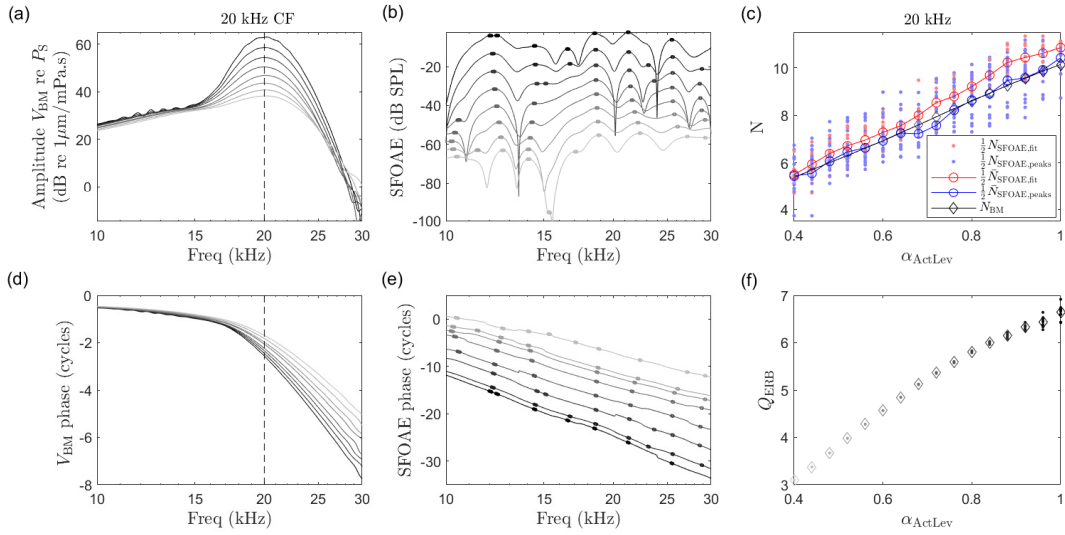 (a)
20 kHz CF
Amplitude V_BM re P_S
(dB re 1μm/mPa.s)
60
40
20
0
10
15
20
25
30
Freq (kHz)
(b)
SFOAE (dB SPL)
-20
-40
-60
-80
-100
10
15
20
25
30
Freq (kHz)
(c)
20 kHz
N
10
8
6
4
½N_SFOAE,fit
½N_SFOAE,peaks
½N̄_SFOAE,fit
½N̄_SFOAE,peaks
N_BM
0.4
0.6
0.8
1
α_ActLev
(d)
V_BM phase (cycles)
0
-2
-4
-6
-8
10
15
20
25
30
Freq (kHz)
(e)
SFOAE phase (cycles)
0
-10
-20
-30
10
15
20
25
30
Freq (kHz)
(f)
Q_ERB
7
6
5
4
3
0.4
0.6
0.8
1
α_ActLev